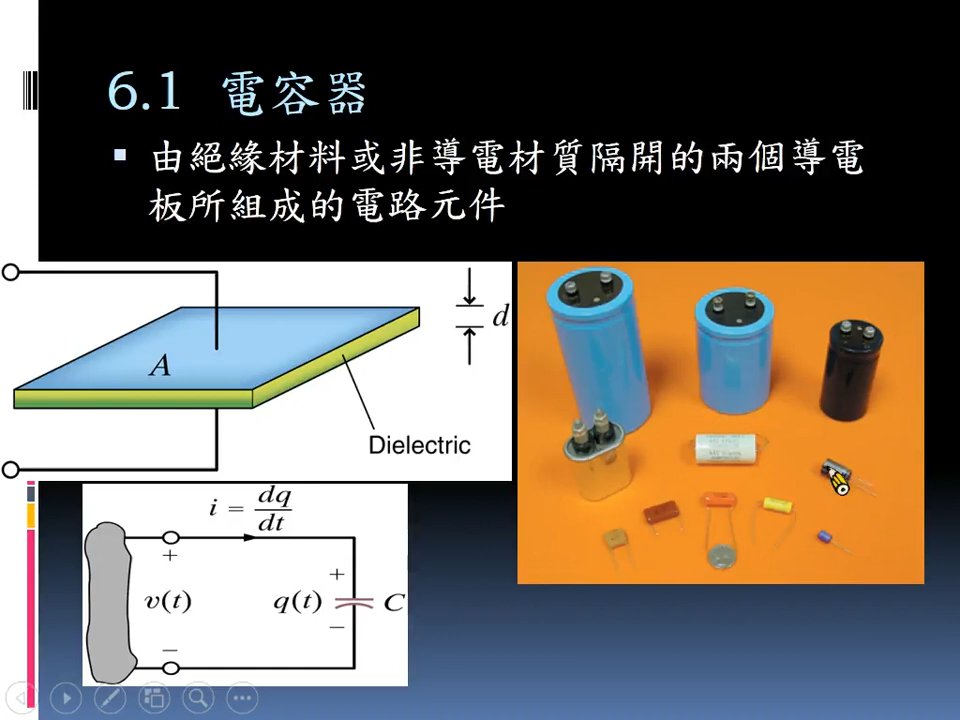 6.1 電容器
由絕緣材料或非導電材質隔開的兩個導電
板所組成的電路元件
A
d
Dielectric
i = dq/dt
+
+
v(t)
q(t)
C
−
−